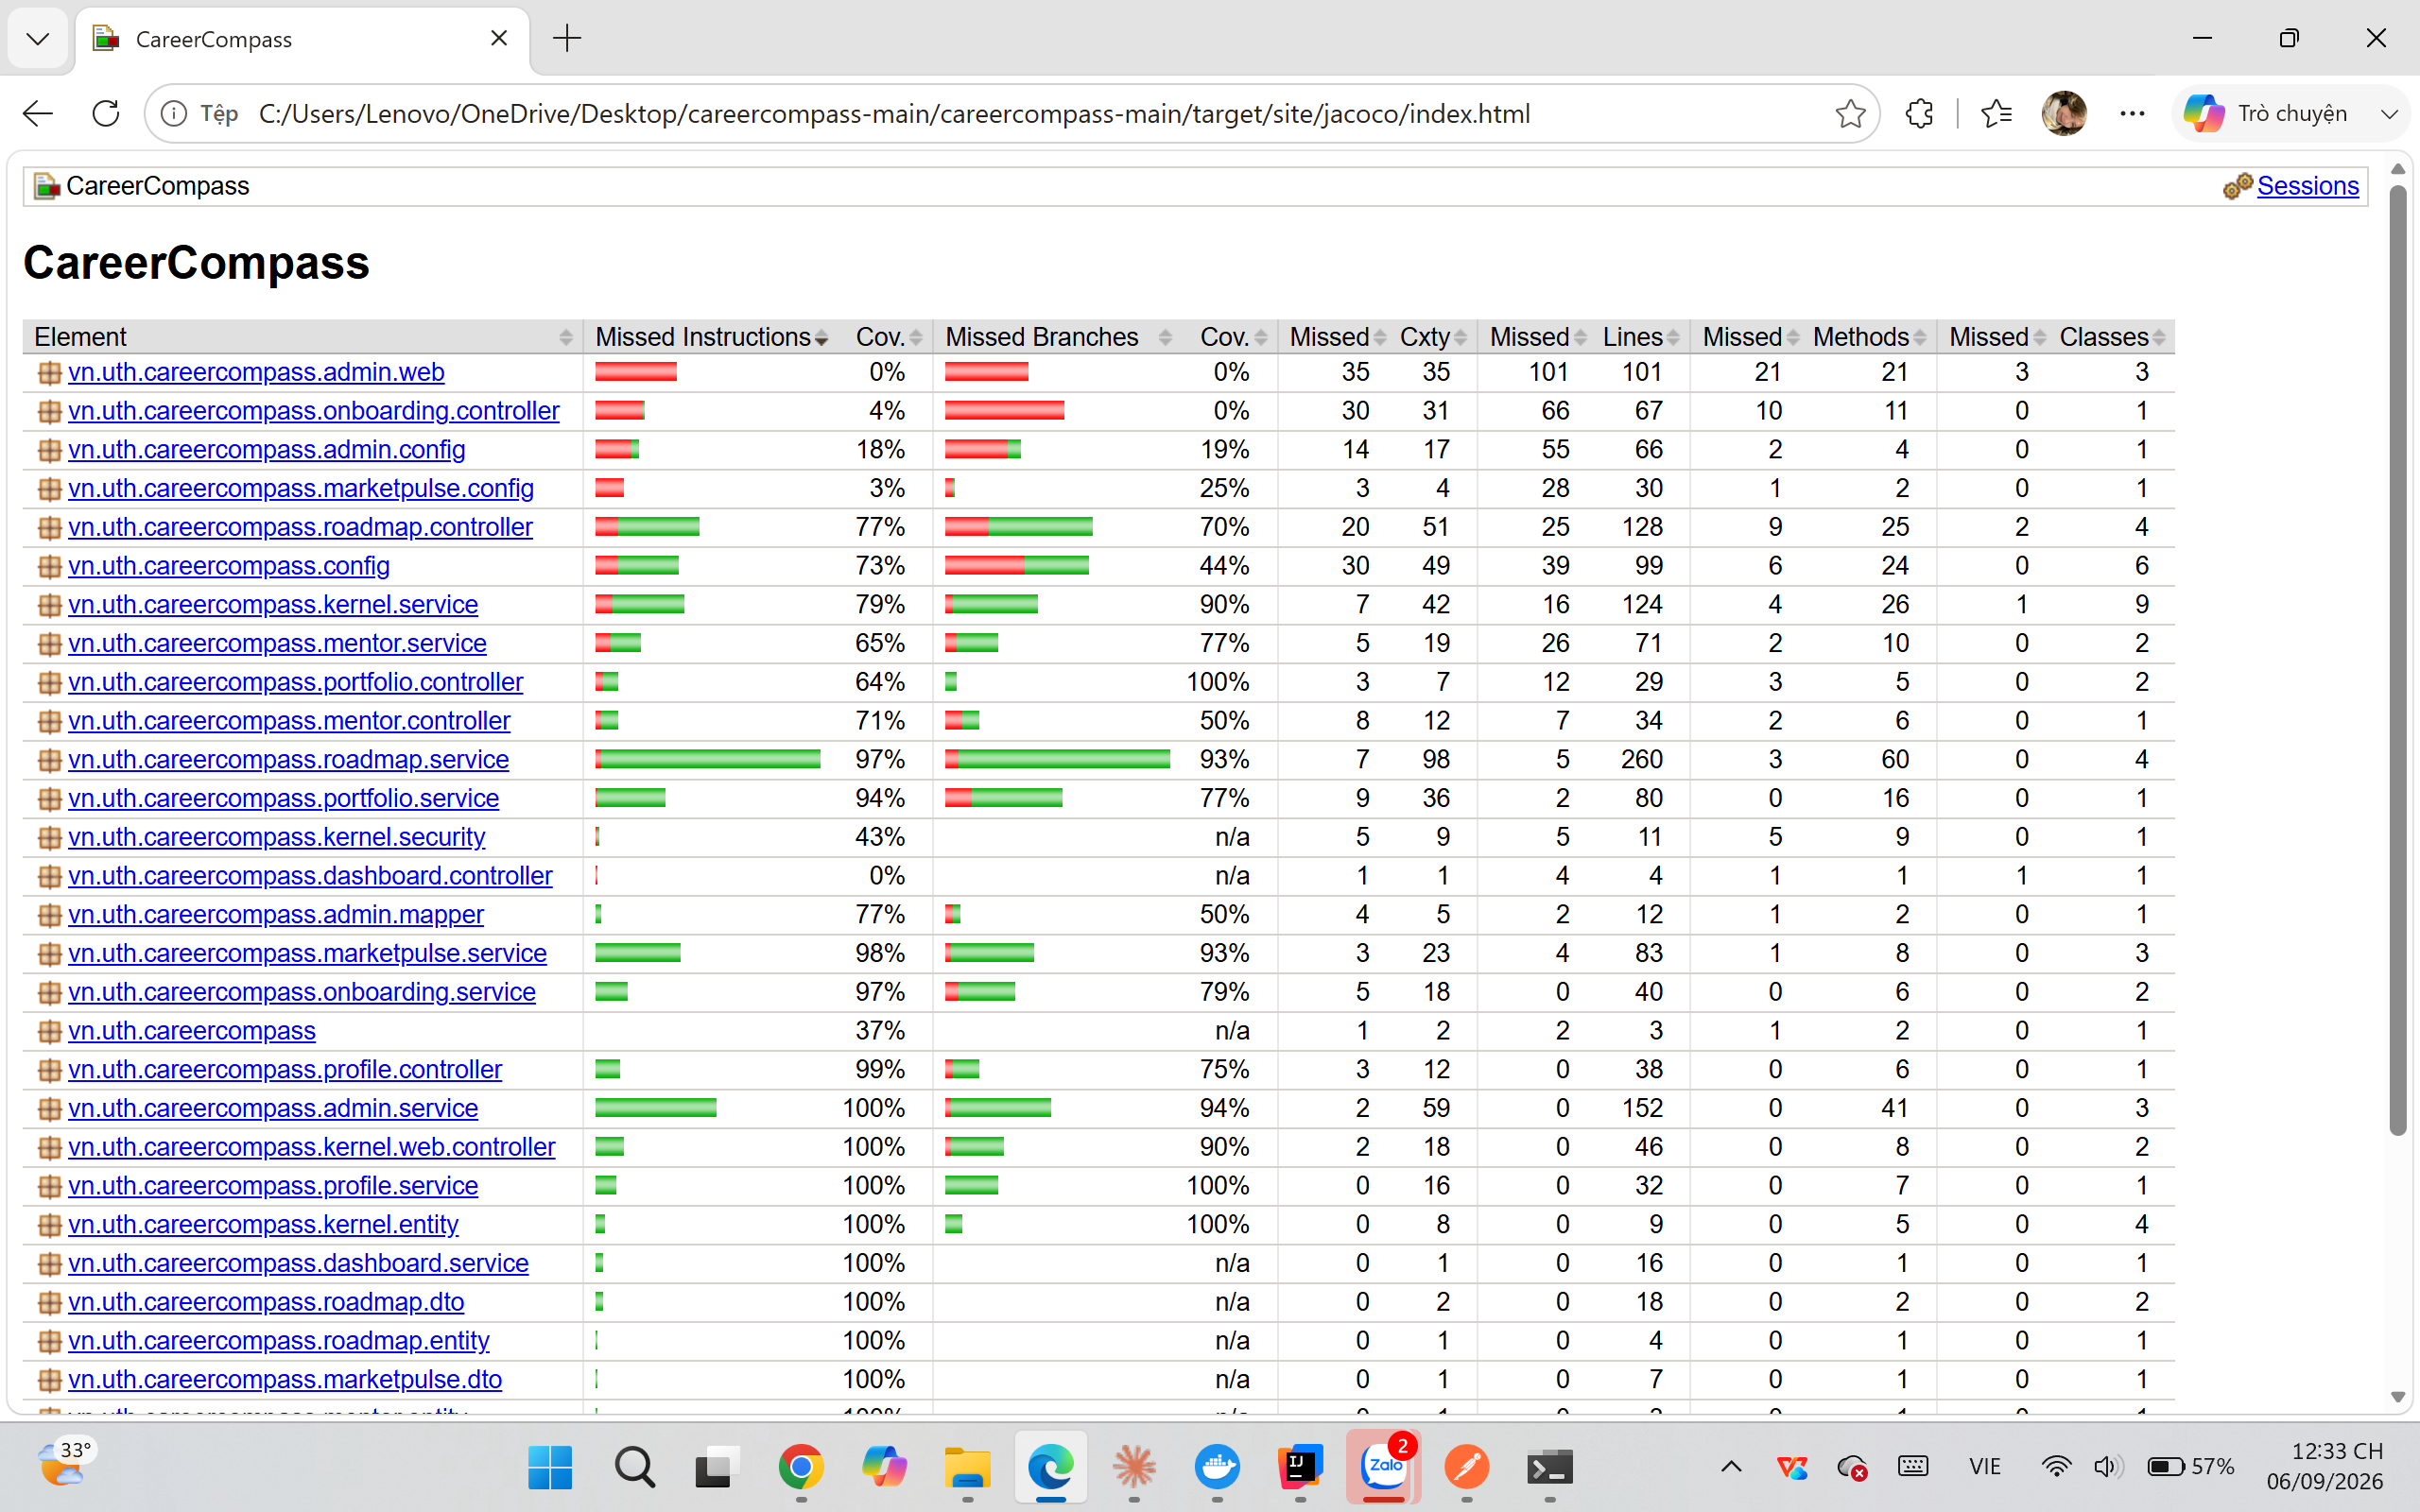 CareerCompass
Tệp C:/Users/Lenovo/OneDrive/Desktop/careercompass-main/careercompass-main/target/site/jacoco/index.html Trò chuyện
CareerCompass Sessions
CareerCompass
Element Missed Instructions Cov. Missed Branches Cov. Missed Cxty Missed Lines Missed Methods Missed Classes
vn.uth.careercompass.admin.web 0% 0% 35 35 101 101 21 21 3 3
vn.uth.careercompass.onboarding.controller 4% 0% 30 31 66 67 10 11 0 1
vn.uth.careercompass.admin.config 18% 19% 14 17 55 66 2 4 0 1
vn.uth.careercompass.marketpulse.config 3% 25% 3 4 28 30 1 2 0 1
vn.uth.careercompass.roadmap.controller 77% 70% 20 51 25 128 9 25 2 4
vn.uth.careercompass.config 73% 44% 30 49 39 99 6 24 0 6
vn.uth.careercompass.kernel.service 79% 90% 7 42 16 124 4 26 1 9
vn.uth.careercompass.mentor.service 65% 77% 5 19 26 71 2 10 0 2
vn.uth.careercompass.portfolio.controller 64% 100% 3 7 12 29 3 5 0 2
vn.uth.careercompass.mentor.controller 71% 50% 8 12 7 34 2 6 0 1
vn.uth.careercompass.roadmap.service 97% 93% 7 98 5 260 3 60 0 4
vn.uth.careercompass.portfolio.service 94% 77% 9 36 2 80 0 16 0 1
vn.uth.careercompass.kernel.security 43% n/a 5 9 5 11 5 9 0 1
vn.uth.careercompass.dashboard.controller 0% n/a 1 1 4 4 1 1 1 1
vn.uth.careercompass.admin.mapper 77% 50% 4 5 2 12 1 2 0 1
vn.uth.careercompass.marketpulse.service 98% 93% 3 23 4 83 1 8 0 3
vn.uth.careercompass.onboarding.service 97% 79% 5 18 0 40 0 6 0 2
vn.uth.careercompass 37% n/a 1 2 2 3 1 2 0 1
vn.uth.careercompass.profile.controller 99% 75% 3 12 0 38 0 6 0 1
vn.uth.careercompass.admin.service 100% 94% 2 59 0 152 0 41 0 3
vn.uth.careercompass.kernel.web.controller 100% 90% 2 18 0 46 0 8 0 2
vn.uth.careercompass.profile.service 100% 100% 0 16 0 32 0 7 0 1
vn.uth.careercompass.kernel.entity 100% 100% 0 8 0 9 0 5 0 4
vn.uth.careercompass.dashboard.service 100% n/a 0 1 0 16 0 1 0 1
vn.uth.careercompass.roadmap.dto 100% n/a 0 2 0 18 0 2 0 2
vn.uth.careercompass.roadmap.entity 100% n/a 0 1 0 4 0 1 0 1
vn.uth.careercompass.marketpulse.dto 100% n/a 0 1 0 7 0 1 0 1
33° IJ Zalo 2 VIE 57% 12:33 CH
06/09/2026